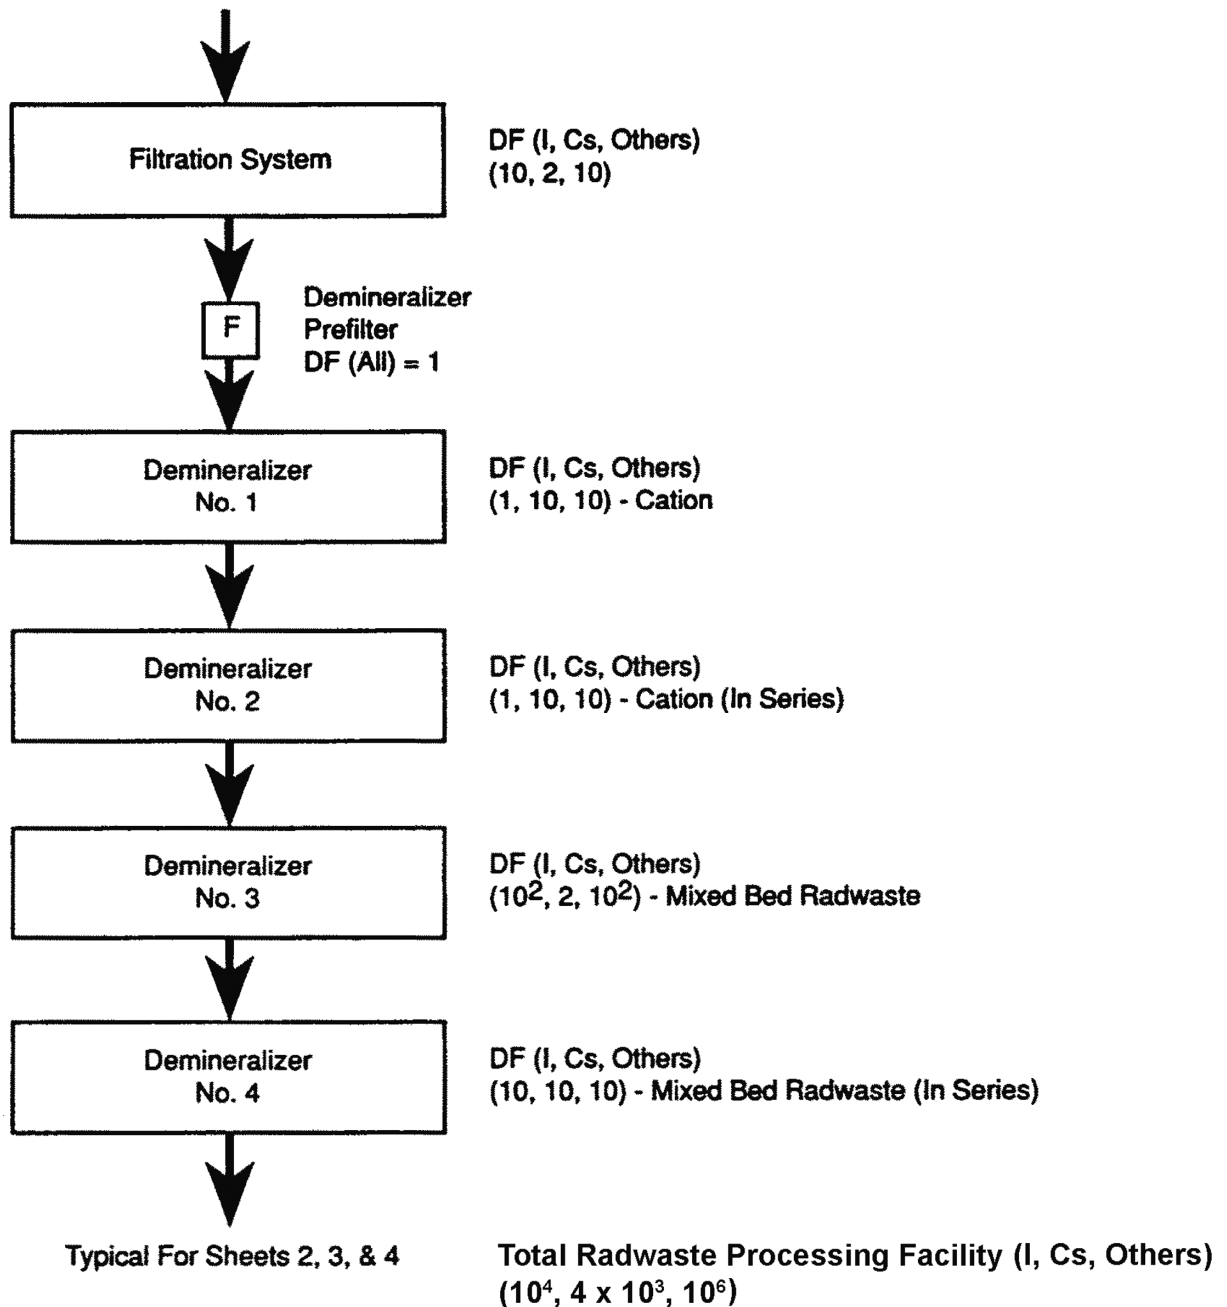 Filtration System
DF (I, Cs, Others)
(10, 2, 10)
F
Demineralizer
Prefilter
DF (All) = 1
Demineralizer
No. 1
DF (I, Cs, Others)
(1, 10, 10) - Cation
Demineralizer
No. 2
DF (I, Cs, Others)
(1, 10, 10) - Cation (In Series)
Demineralizer
No. 3
DF (I, Cs, Others)
(10², 2, 10²) - Mixed Bed Radwaste
Demineralizer
No. 4
DF (I, Cs, Others)
(10, 10, 10) - Mixed Bed Radwaste (In Series)
Typical For Sheets 2, 3, & 4
Total Radwaste Processing Facility (I, Cs, Others)
(10⁴, 4 x 10³, 10⁶)